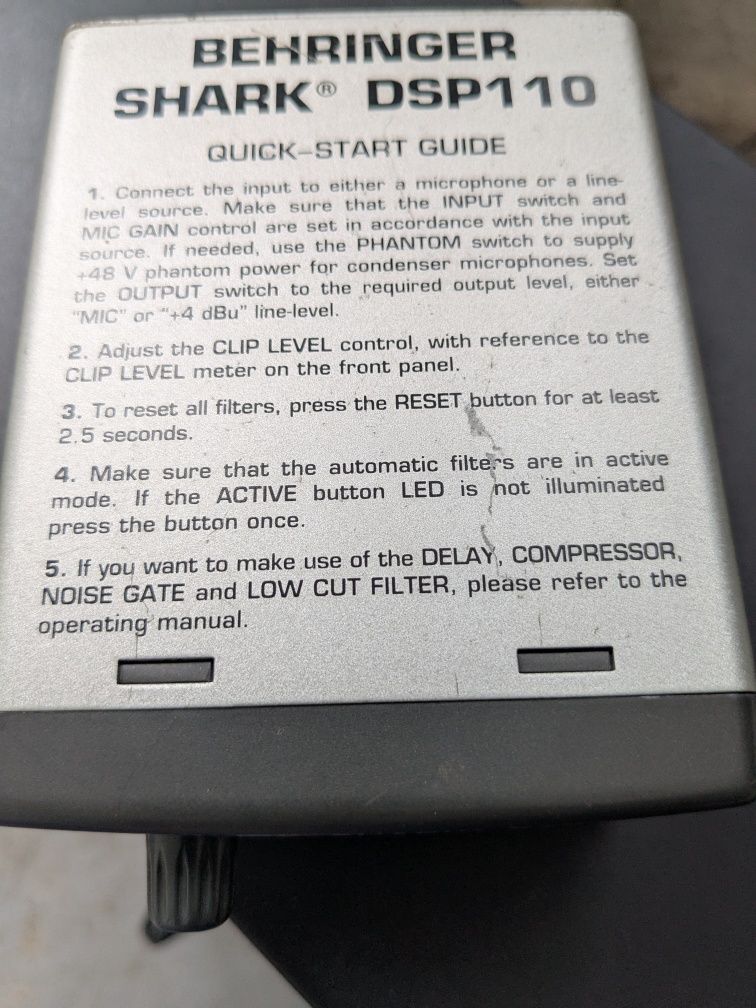 BEHRINGER
SHARK® DSP110
QUICK-START GUIDE
1. Connect the input to either a microphone or a line-
level source. Make sure that the INPUT switch and
MIC GAIN control are set in accordance with the input
source. If needed, use the PHANTOM switch to supply
+48 V phantom power for condenser microphones. Set
the OUTPUT switch to the required output level, either
"MIC" or "+4 dBu" line-level.
2. Adjust the CLIP LEVEL control, with reference to the
CLIP LEVEL meter on the front panel.
3. To reset all filters, press the RESET button for at least
2.5 seconds.
4. Make sure that the automatic filters are in active
mode. If the ACTIVE button LED is not illuminated
press the button once.
5. If you want to make use of the DELAY, COMPRESSOR,
NOISE GATE and LOW CUT FILTER, please refer to the
operating manual.